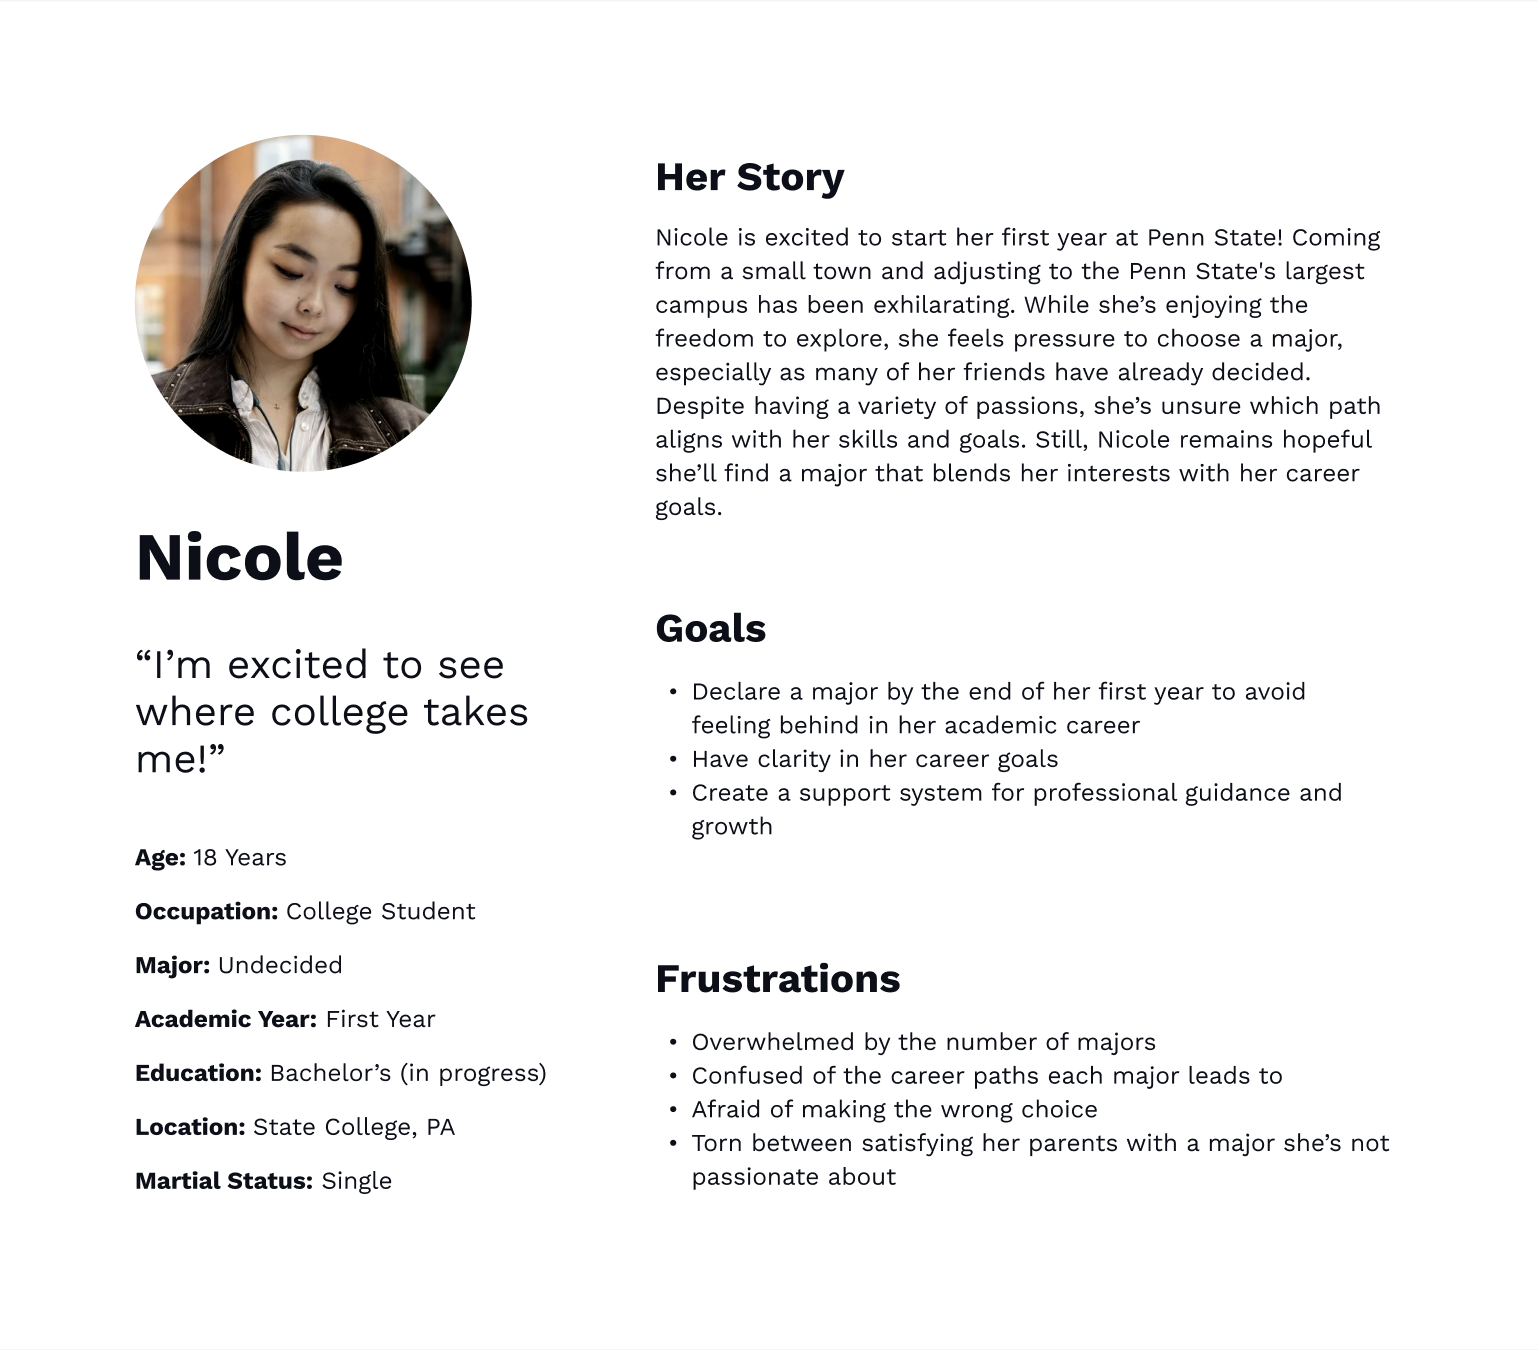 Nicole
“I’m excited to see
where college takes
me!”
Age: 18 Years
Occupation: College Student
Major: Undecided
Academic Year: First Year
Education: Bachelor’s (in progress)
Location: State College, PA
Martial Status: Single
Her Story
Nicole is excited to start her first year at Penn State! Coming
from a small town and adjusting to the Penn State's largest
campus has been exhilarating. While she’s enjoying the
freedom to explore, she feels pressure to choose a major,
especially as many of her friends have already decided.
Despite having a variety of passions, she’s unsure which path
aligns with her skills and goals. Still, Nicole remains hopeful
she’ll find a major that blends her interests with her career
goals.
Goals
• Declare a major by the end of her first year to avoid
feeling behind in her academic career
• Have clarity in her career goals
• Create a support system for professional guidance and
growth
Frustrations
• Overwhelmed by the number of majors
• Confused of the career paths each major leads to
• Afraid of making the wrong choice
• Torn between satisfying her parents with a major she’s not
passionate about